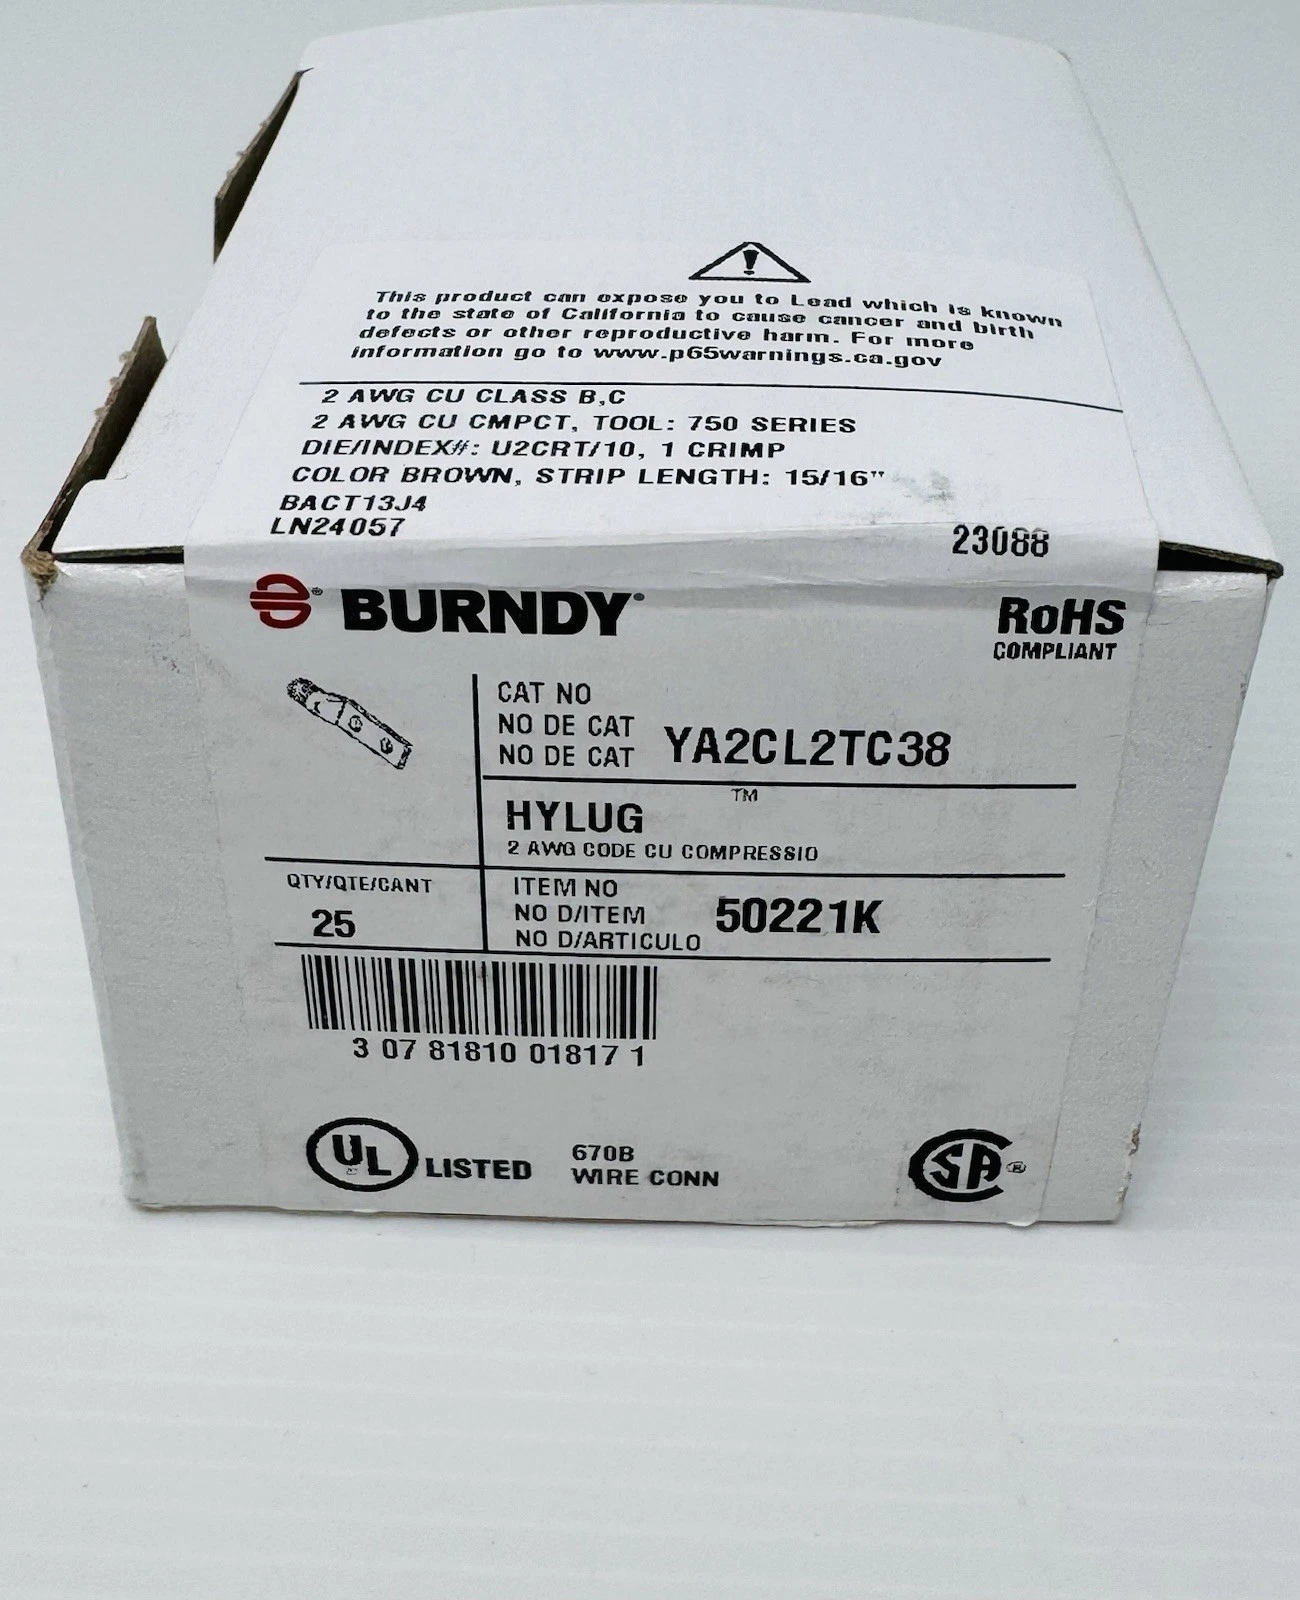 This product can expose you to Lead which is known
to the state of California to cause cancer and birth
defects or other reproductive harm. For more
information go to www.p65warnings.ca.gov
2 AWG CU CLASS B,C
2 AWG CU CMPCT, TOOL: 750 SERIES
DIE/INDEX#: U2CRT/10, 1 CRIMP
COLOR BROWN, STRIP LENGTH: 15/16"
BACT13J4
LN24057
23088
BURNDY®
RoHS
COMPLIANT
CAT NO
NO DE CAT
NO DE CAT
YA2CL2TC38
HYLUG™
2 AWG CODE CU COMPRESSIO
QTY/QTE/CANT
25
ITEM NO
NO D/ITEM
NO D/ARTICULO
50221K
3 07 81810 01817 1
UL LISTED
670B
WIRE CONN
SA®